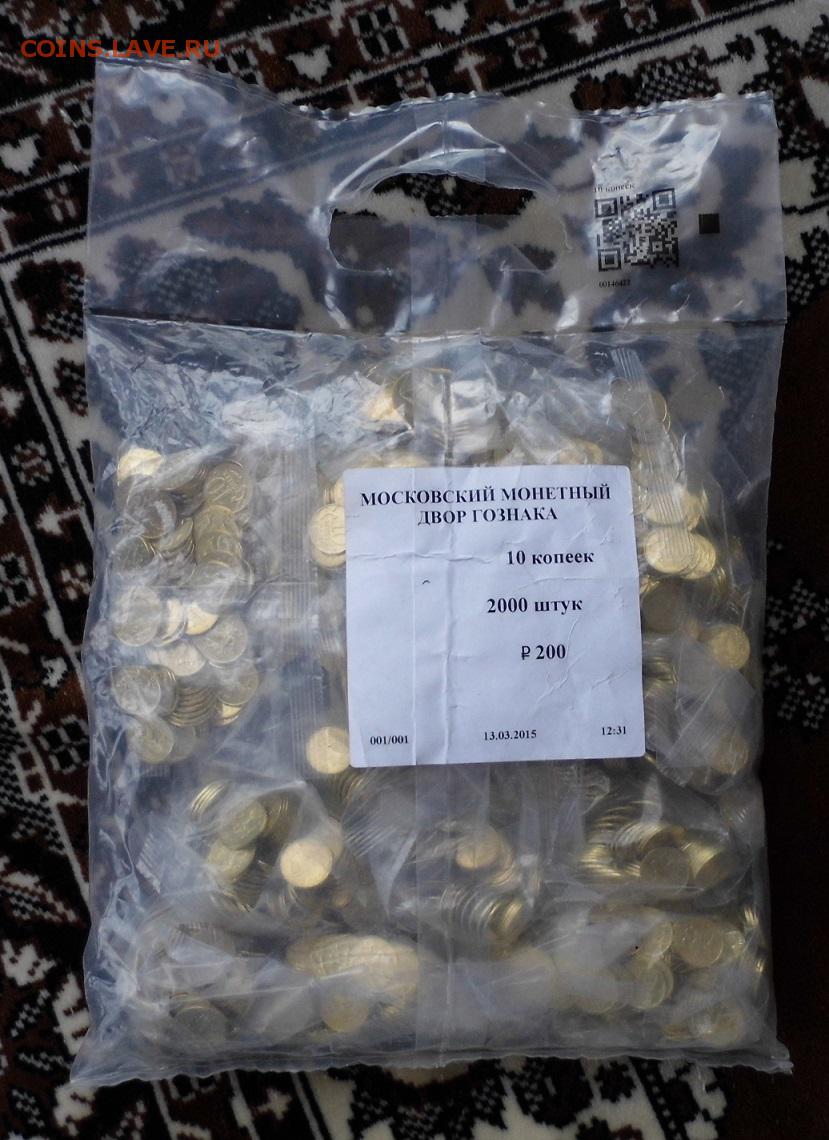 COINS.LAVE.RU
10 копеек
00146422
МОСКОВСКИЙ МОНЕТНЫЙ
ДВОР ГОЗНАКА
10 копеек
2000 штук
₽ 200
001/001 13.03.2015 12:31